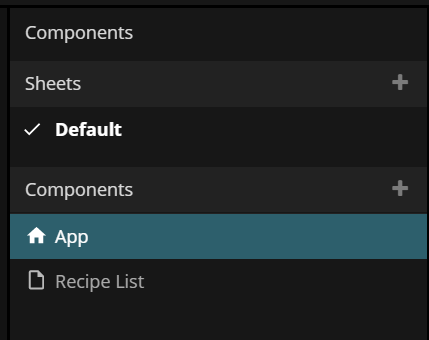 Components
Sheets
Default
Components
App
Recipe List